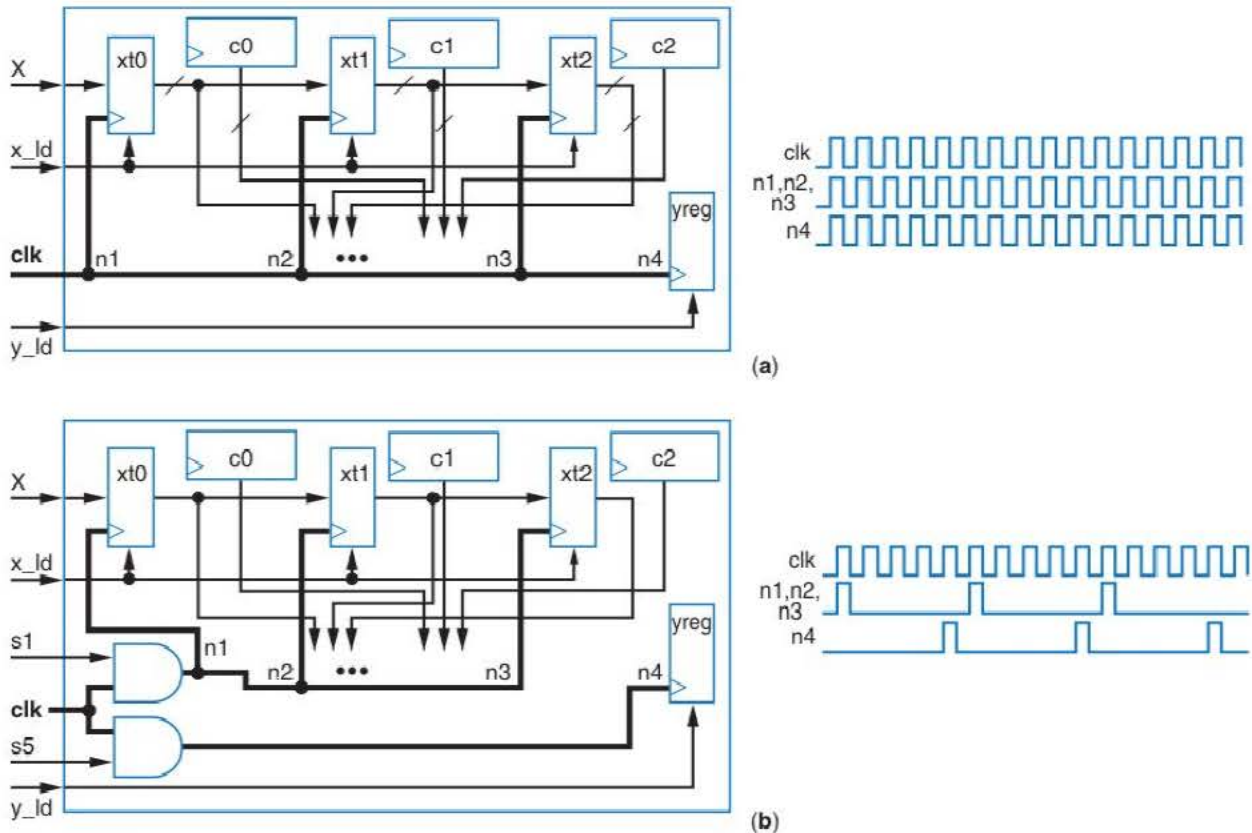 xt0
c0
xt1
c1
xt2
c2
X
x_ld
yreg
clk
n1
n2
•••
n3
n4
y_ld
clk
n1,n2,
n3
n4
(a)
xt0
c0
xt1
c1
xt2
c2
X
x_ld
yreg
s1
n1
n2
•••
n3
n4
clk
s5
y_ld
clk
n1,n2,
n3
n4
(b)